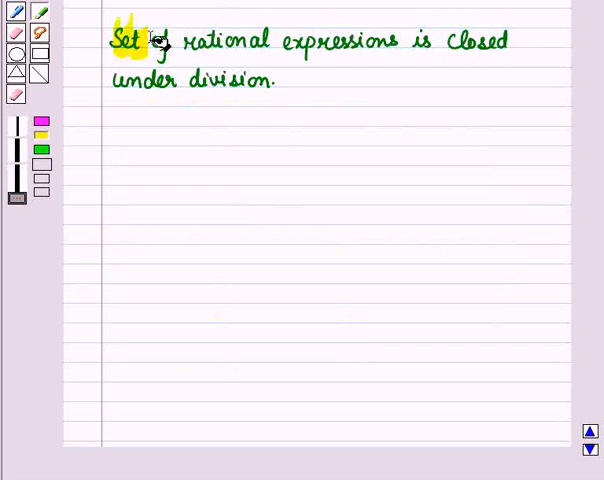 Set of rational expressions is closed
under division.